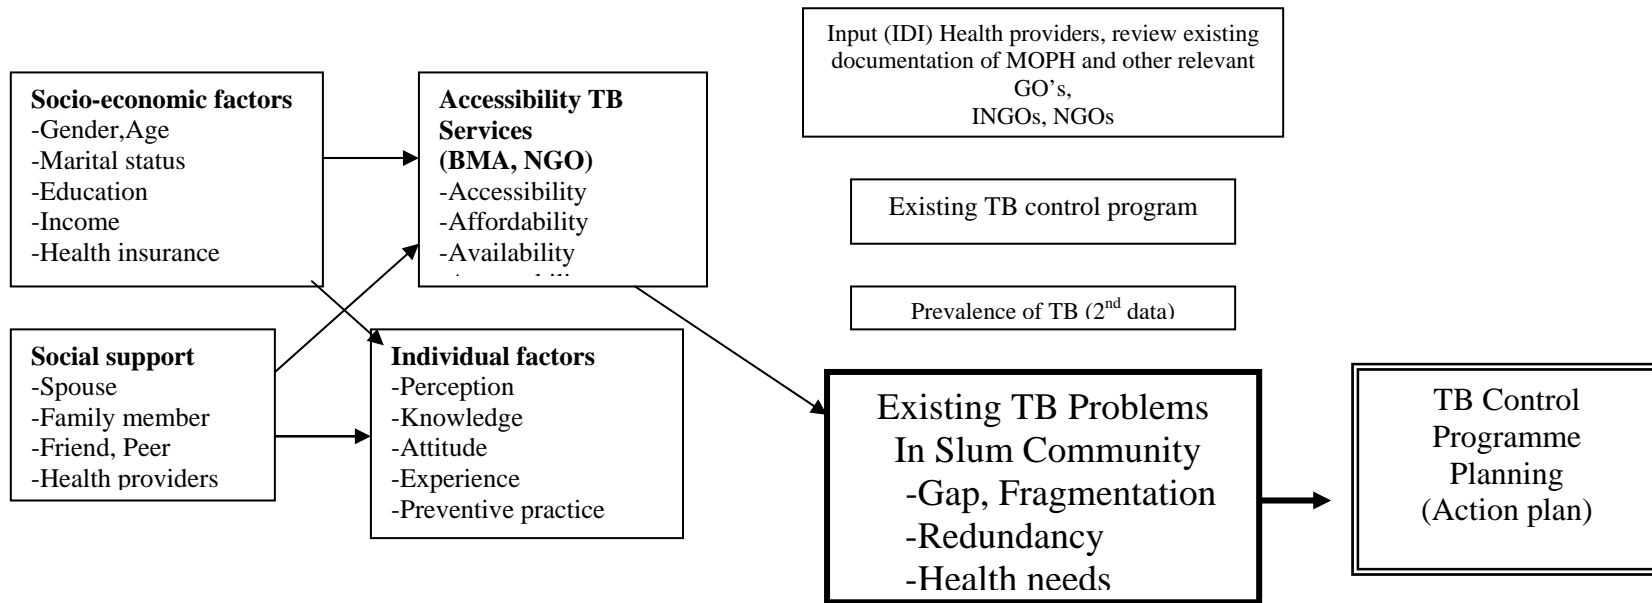 Socio-economic factors
-Gender,Age
-Marital status
-Education
-Income
-Health insurance
Social support
-Spouse
-Family member
-Friend, Peer
-Health providers
Accessibility TB
Services
(BMA, NGO)
-Accessibility
-Affordability
-Availability
Individual factors
-Perception
-Knowledge
-Attitude
-Experience
-Preventive practice
Input (IDI) Health providers, review existing
documentation of MOPH and other relevant
GO’s,
INGOs, NGOs
Existing TB control program
Prevalence of TB (2nd data)
Existing TB Problems
In Slum Community
-Gap, Fragmentation
-Redundancy
-Health needs
TB Control
Programme
Planning
(Action plan)